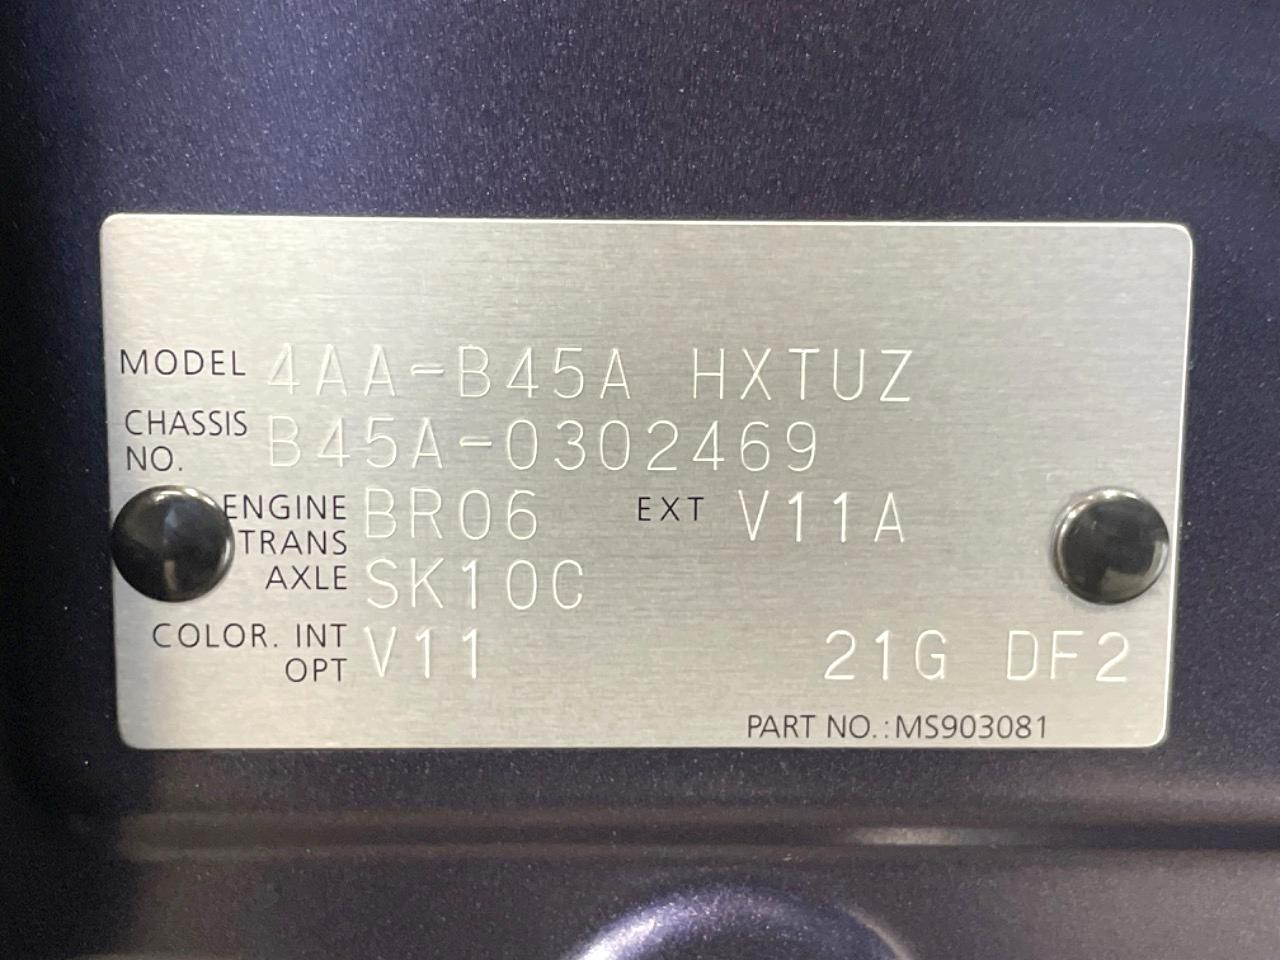 MODEL 4AA-B45A HXTUZ
CHASSIS NO. B45A-0302469
ENGINE BR06 EXT V11A
TRANS AXLE SK10C
COLOR. INT OPT V11 21G DF2
PART NO.:MS903081